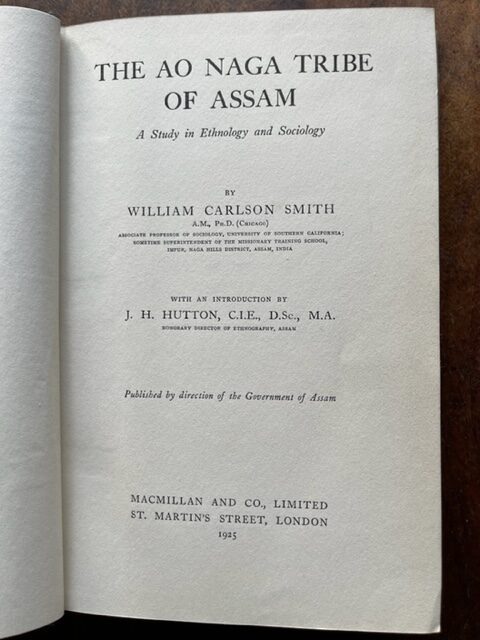 THE AO NAGA TRIBE
OF ASSAM
A Study in Ethnology and Sociology
BY
WILLIAM CARLSON SMITH
A.M., PH.D. (CHICAGO)
ASSOCIATE PROFESSOR OF SOCIOLOGY, UNIVERSITY OF SOUTHERN CALIFORNIA;
SOMETIME SUPERINTENDENT OF THE MISSIONARY TRAINING SCHOOL,
IMPUR, NAGA HILLS DISTRICT, ASSAM, INDIA
WITH AN INTRODUCTION BY
J. H. HUTTON, C.I.E., D.Sc., M.A.
HONORARY DIRECTOR OF ETHNOGRAPHY, ASSAM
Published by direction of the Government of Assam
MACMILLAN AND CO., LIMITED
ST. MARTIN'S STREET, LONDON
1925